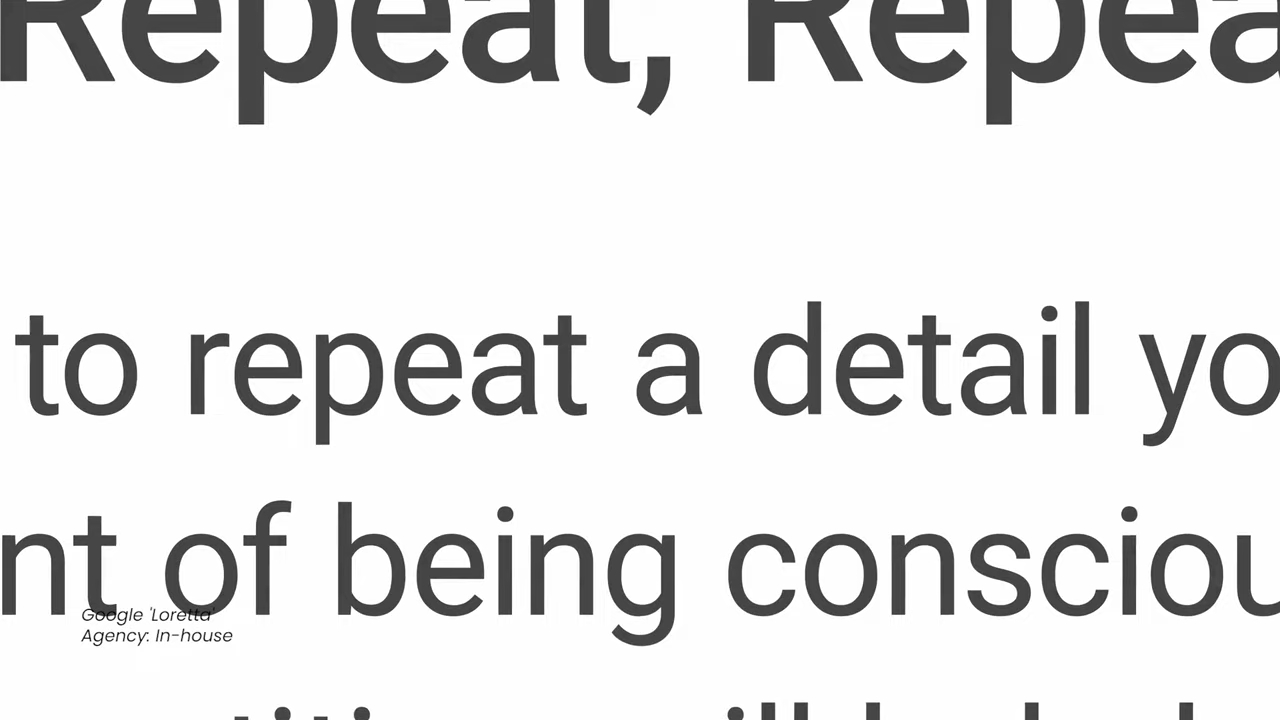 Repeat, Repea
to repeat a detail yo
nt of being consciou
Google 'Loretta'
Agency: In-house